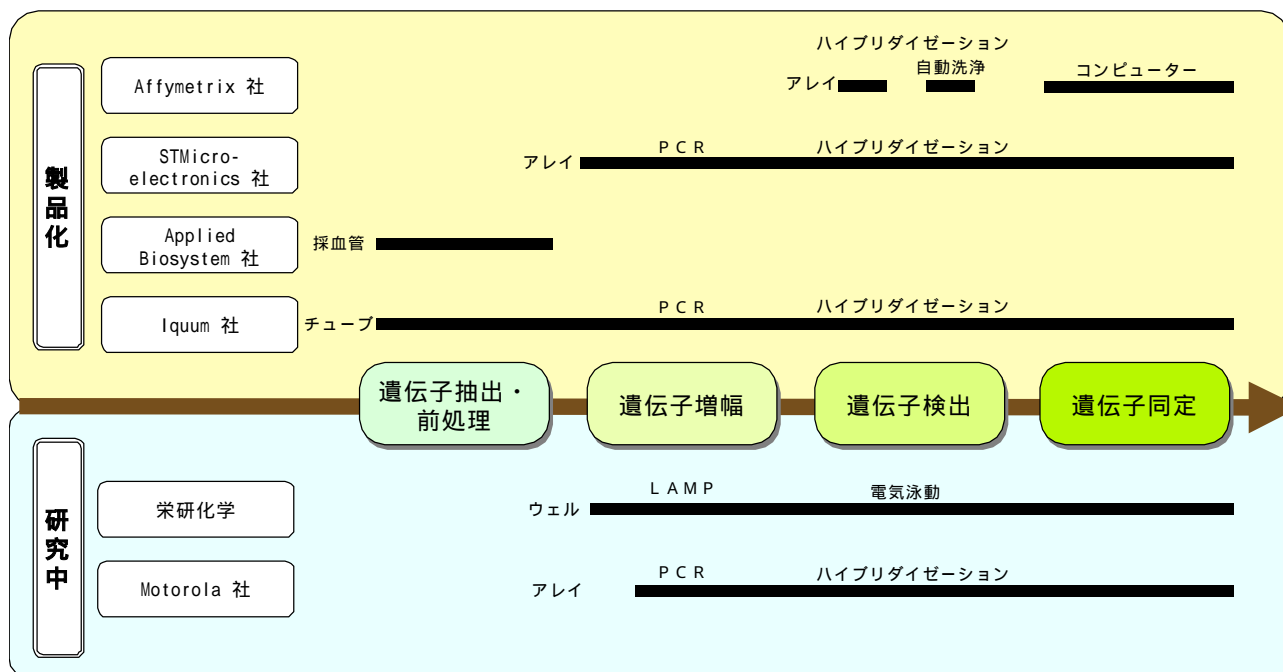 製品化
Affymetrix 社
アレイ
ハイブリダイゼーション
自動洗浄
コンピューター
STMicro-
electronics 社
アレイ
PCR
ハイブリダイゼーション
Applied
Biosystem 社
採血管
Iquum 社
チューブ
PCR
ハイブリダイゼーション
遺伝子抽出・
前処理
遺伝子増幅
遺伝子検出
遺伝子同定
研究中
栄研化学
ウェル
LAMP
電気泳動
Motorola 社
アレイ
PCR
ハイブリダイゼーション